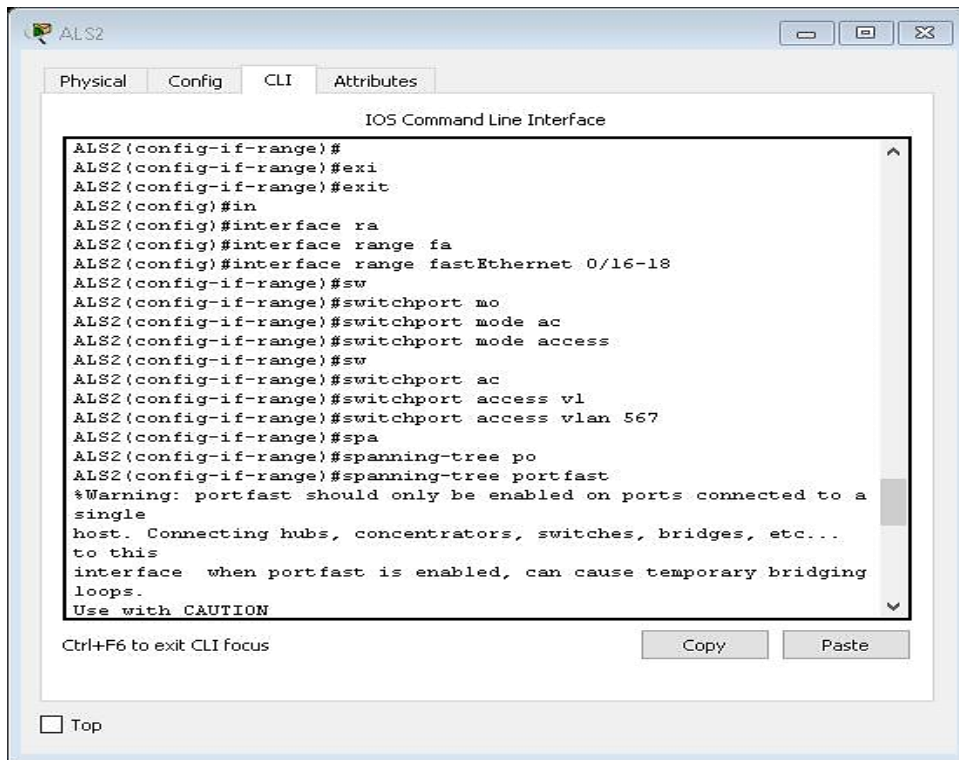 ALS2
Physical Config CLI Attributes
IOS Command Line Interface
ALS2(config-if-range)#
ALS2(config-if-range)#exi
ALS2(config-if-range)#exit
ALS2(config)#in
ALS2(config)#interface ra
ALS2(config)#interface range fa
ALS2(config)#interface range fastEthernet 0/16-18
ALS2(config-if-range)#sw
ALS2(config-if-range)#switchport mo
ALS2(config-if-range)#switchport mode ac
ALS2(config-if-range)#switchport mode access
ALS2(config-if-range)#sw
ALS2(config-if-range)#switchport ac
ALS2(config-if-range)#switchport access vl
ALS2(config-if-range)#switchport access vlan 567
ALS2(config-if-range)#spa
ALS2(config-if-range)#spanning-tree po
ALS2(config-if-range)#spanning-tree portfast
%Warning: portfast should only be enabled on ports connected to a
single
host. Connecting hubs, concentrators, switches, bridges, etc...
to this
interface  when portfast is enabled, can cause temporary bridging
loops.
Use with CAUTION
Ctrl+F6 to exit CLI focus
Copy Paste
Top